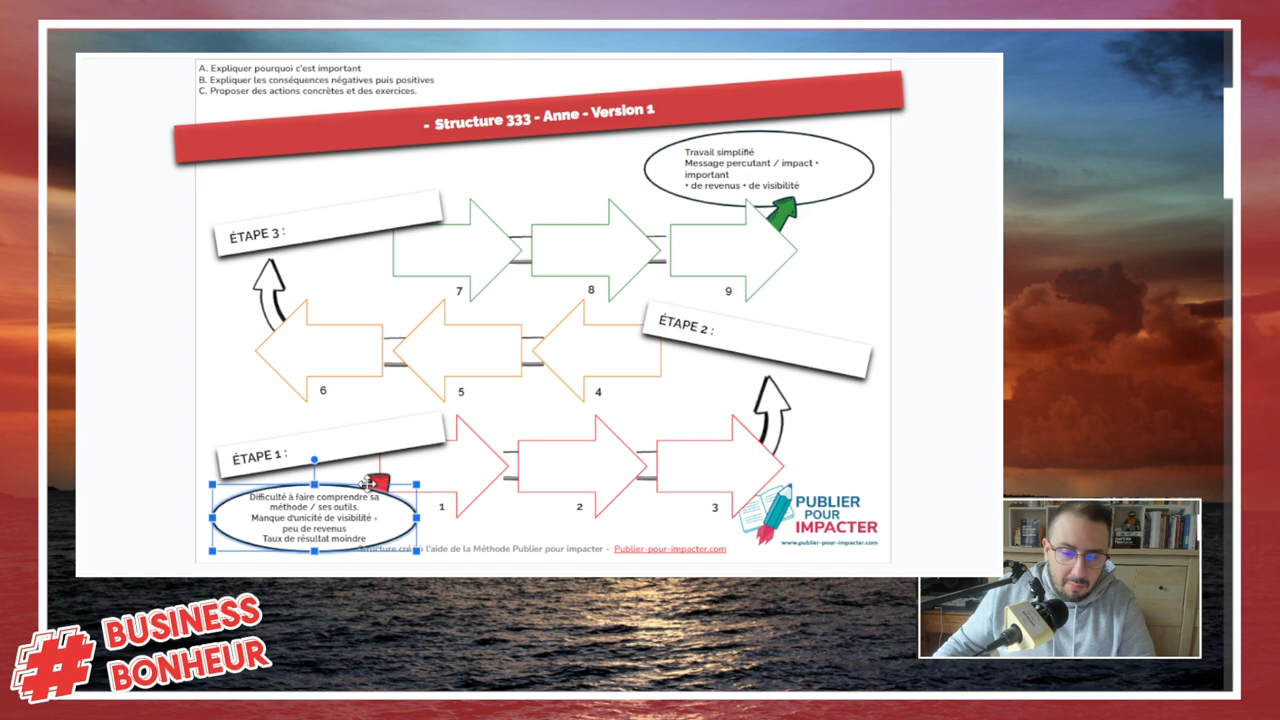 A. Expliquer pourquoi c'est important
B. Expliquer les conséquences négatives puis positives
C. Proposer des actions concrètes et des exercices.
- Structure 333 - Anne - Version 1
Travail simplifié
Message percutant / impact +
important
+ de revenus + de visibilité
ÉTAPE 3 :
7
8
9
ÉTAPE 2 :
6
5
4
ÉTAPE 1 :
1
2
3
Difficulté à faire comprendre sa
méthode / ses outils.
Manque d'unicité de visibilité =
peu de revenus
Taux de résultat moindre
PUBLIER
POUR
IMPACTER
www.publier-pour-impacter.com
l'aide de la Méthode Publier pour impacter - Publier-pour-impacter.com
#BUSINESS
BONHEUR